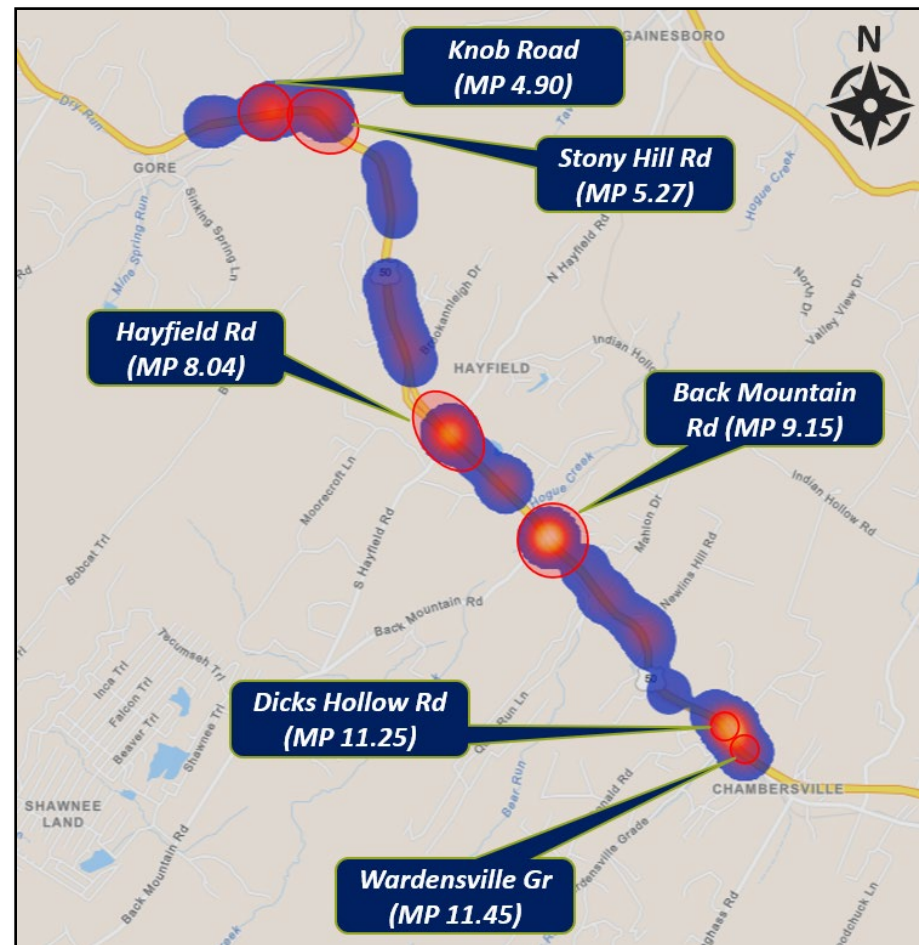 N
GAINESBORO
Knob Road
(MP 4.90)
Dry Run
Stony Hill Rd
(MP 5.27)
Hogue Creek
GORE
Sinking Spring Ln
Mine Spring Run
N Hayfield Rd
North Dr
Valley View Dr
50
Brookanneigh Dr
Hayfield Rd
(MP 8.04)
HAYFIELD
Indian Hollow
Back Mountain
Rd (MP 9.15)
Moorecroft Ln
Hogue Creek
Indian Hollow Rd
S Hayfield Rd
Mahlon Dr
Newlins Hill Rd
Bobcat Trl
Back Mountain Rd
Tecumseh Trl
Inca Trl
Falcon Trl
Beaver Trl
Shawnee Trl
50
Dicks Hollow Rd
(MP 11.25)
Run Ln
Bear Run
CHAMBERSVILLE
SHAWNEE
LAND
Back Mountain Rd
Wardensville Gr
(MP 11.45)